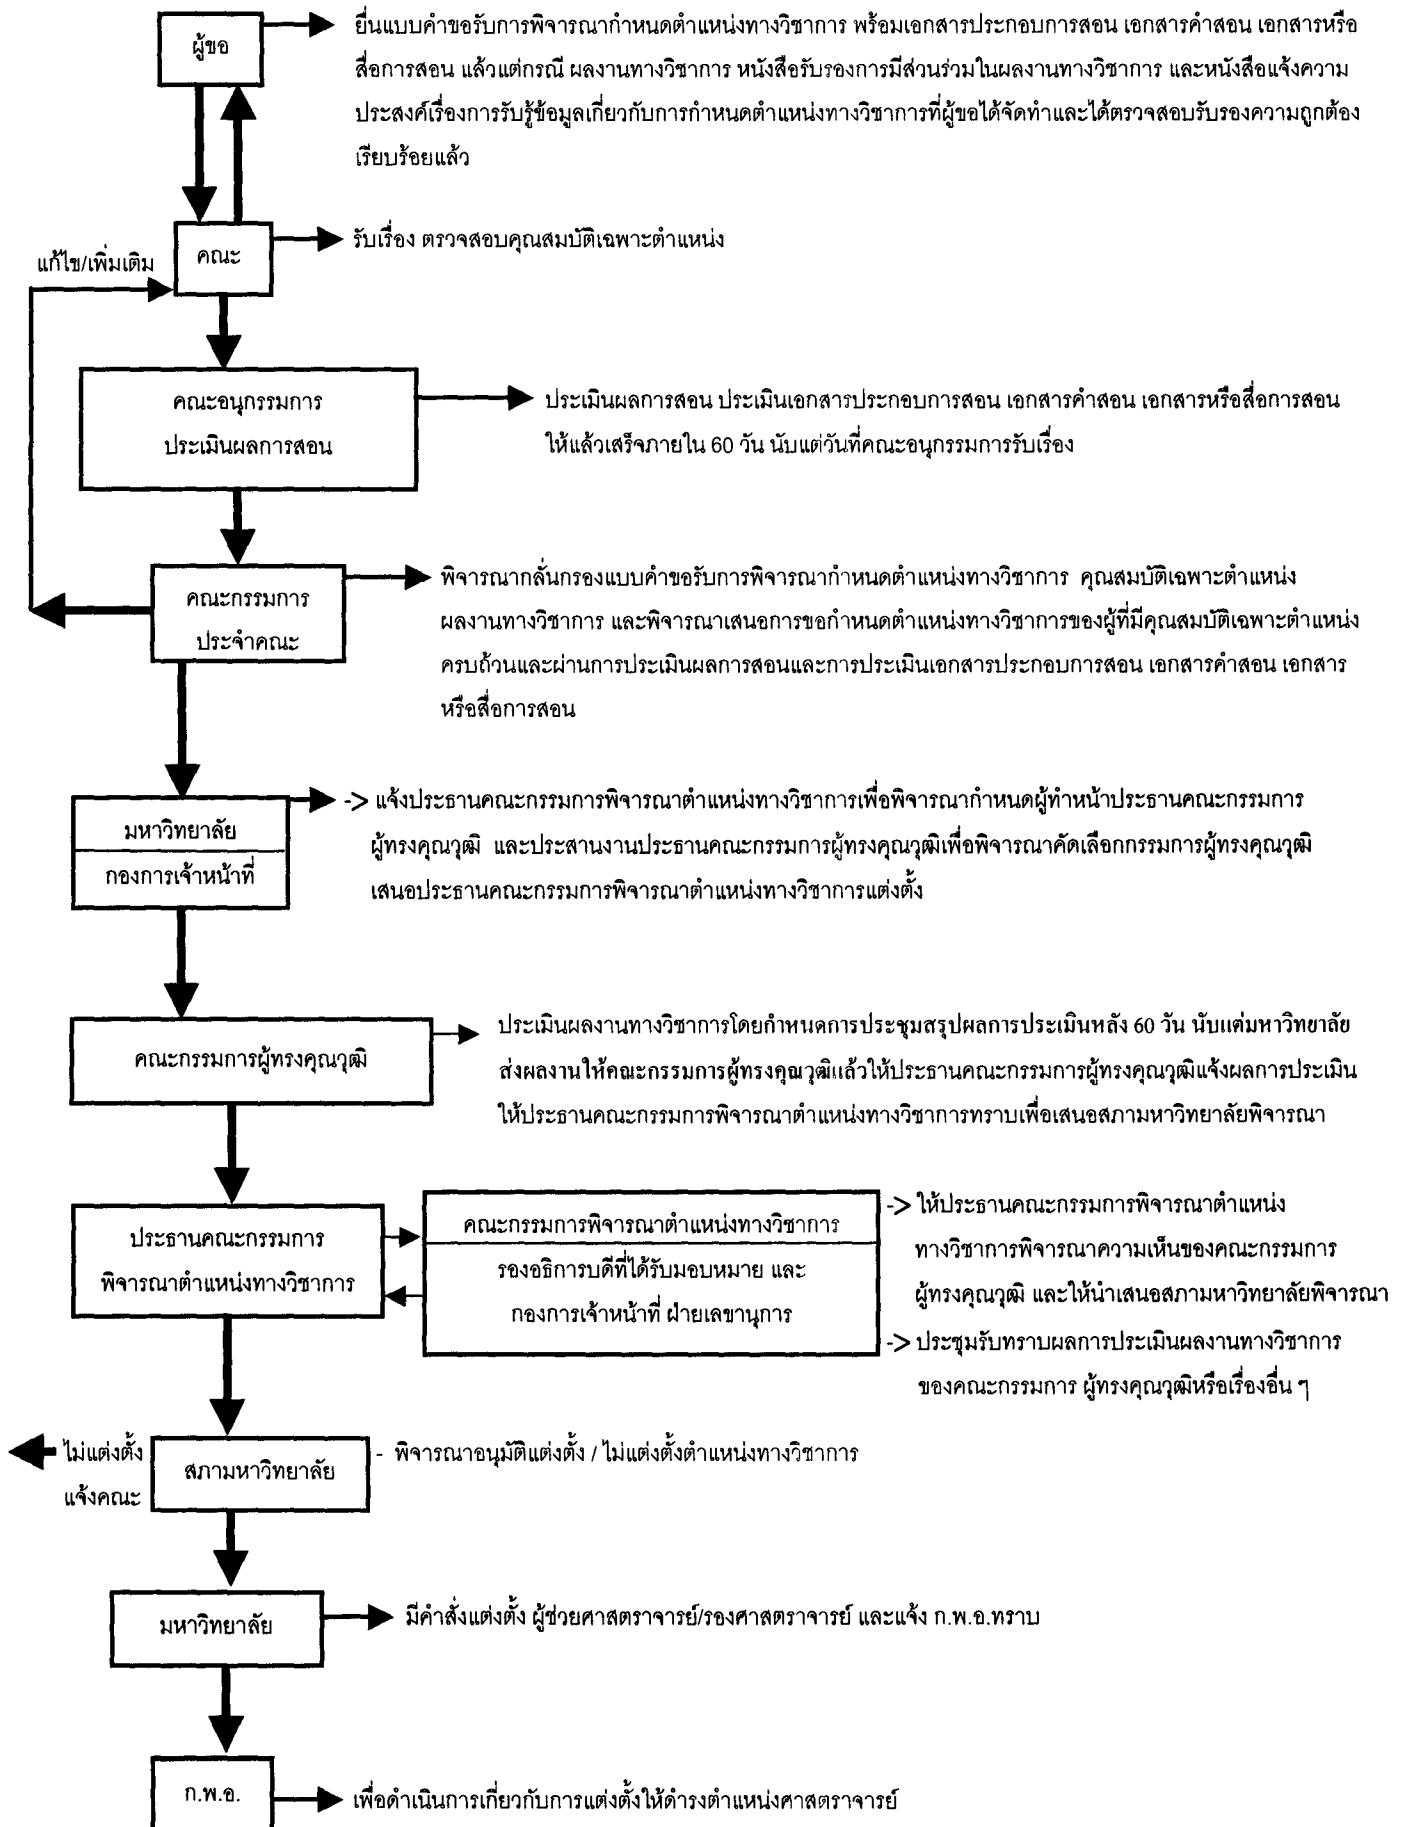 ผู้ขอ
ยื่นแบบคำขอรับการพิจารณากำหนดตำแหน่งทางวิชาการ พร้อมเอกสารประกอบการสอน เอกสารคำสอน เอกสารหรือ
สื่อการสอน แล้วแต่กรณี ผลงานทางวิชาการ หนังสือรับรองการมีส่วนร่วมในผลงานทางวิชาการ และหนังสือแจ้งความ
ประสงค์เรื่องการรับรู้ข้อมูลเกี่ยวกับการกำหนดตำแหน่งทางวิชาการที่ผู้ขอได้จัดทำและได้ตรวจสอบรับรองความถูกต้อง
เรียบร้อยแล้ว
คณะ
รับเรื่อง ตรวจสอบคุณสมบัติเฉพาะตำแหน่ง
แก้ไข/เพิ่มเติม
คณะอนุกรรมการ
ประเมินผลการสอน
ประเมินผลการสอน ประเมินเอกสารประกอบการสอน เอกสารคำสอน เอกสารหรือสื่อการสอน
ให้แล้วเสร็จภายใน 60 วัน นับแต่วันที่คณะอนุกรรมการรับเรื่อง
คณะกรรมการ
ประจำคณะ
พิจารณากลั่นกรองแบบคำขอรับการพิจารณากำหนดตำแหน่งทางวิชาการ คุณสมบัติเฉพาะตำแหน่ง
ผลงานทางวิชาการ และพิจารณาเสนอการขอกำหนดตำแหน่งทางวิชาการของผู้ที่มีคุณสมบัติเฉพาะตำแหน่ง
ครบถ้วนและผ่านการประเมินผลการสอนและการประเมินเอกสารประกอบการสอน เอกสารคำสอน เอกสาร
หรือสื่อการสอน
มหาวิทยาลัย
กองการเจ้าหน้าที่
-> แจ้งประธานคณะกรรมการพิจารณาตำแหน่งทางวิชาการเพื่อพิจารณากำหนดผู้ทำหน้าประธานคณะกรรมการ
ผู้ทรงคุณวุฒิ และประสานงานประธานคณะกรรมการผู้ทรงคุณวุฒิเพื่อพิจารณาคัดเลือกกรรมการผู้ทรงคุณวุฒิ
เสนอประธานคณะกรรมการพิจารณาตำแหน่งทางวิชาการแต่งตั้ง
คณะกรรมการผู้ทรงคุณวุฒิ
ประเมินผลงานทางวิชาการโดยกำหนดการประชุมสรุปผลการประเมินหลัง 60 วัน นับแต่มหาวิทยาลัย
ส่งผลงานให้คณะกรรมการผู้ทรงคุณวุฒิแล้วให้ประธานคณะกรรมการผู้ทรงคุณวุฒิแจ้งผลการประเมิน
ให้ประธานคณะกรรมการพิจารณาตำแหน่งทางวิชาการทราบเพื่อเสนอสภามหาวิทยาลัยพิจารณา
ประธานคณะกรรมการ
พิจารณาตำแหน่งทางวิชาการ
คณะกรรมการพิจารณาตำแหน่งทางวิชาการ
รองอธิการบดีที่ได้รับมอบหมาย และ
กองการเจ้าหน้าที่ ฝ่ายเลขานุการ
-> ให้ประธานคณะกรรมการพิจารณาตำแหน่ง
ทางวิชาการพิจารณาความเห็นของคณะกรรมการ
ผู้ทรงคุณวุฒิ และให้นำเสนอสภามหาวิทยาลัยพิจารณา
-> ประชุมรับทราบผลการประเมินผลงานทางวิชาการ
ของคณะกรรมการ ผู้ทรงคุณวุฒิหรือเรื่องอื่น ๆ
ไม่แต่งตั้ง
แจ้งคณะ
สภามหาวิทยาลัย
- พิจารณาอนุมัติแต่งตั้ง / ไม่แต่งตั้งตำแหน่งทางวิชาการ
มหาวิทยาลัย
มีคำสั่งแต่งตั้ง ผู้ช่วยศาสตราจารย์/รองศาสตราจารย์ และแจ้ง ก.พ.อ.ทราบ
ก.พ.อ.
เพื่อดำเนินการเกี่ยวกับการแต่งตั้งให้ดำรงตำแหน่งศาสตราจารย์